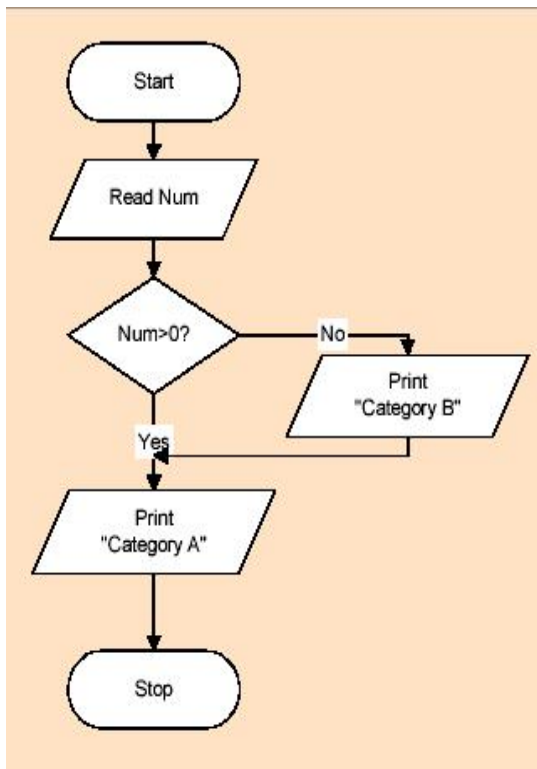 Start
Read Num
Num>0?
No
Print
"Category B"
Yes
Print
"Category A"
Stop